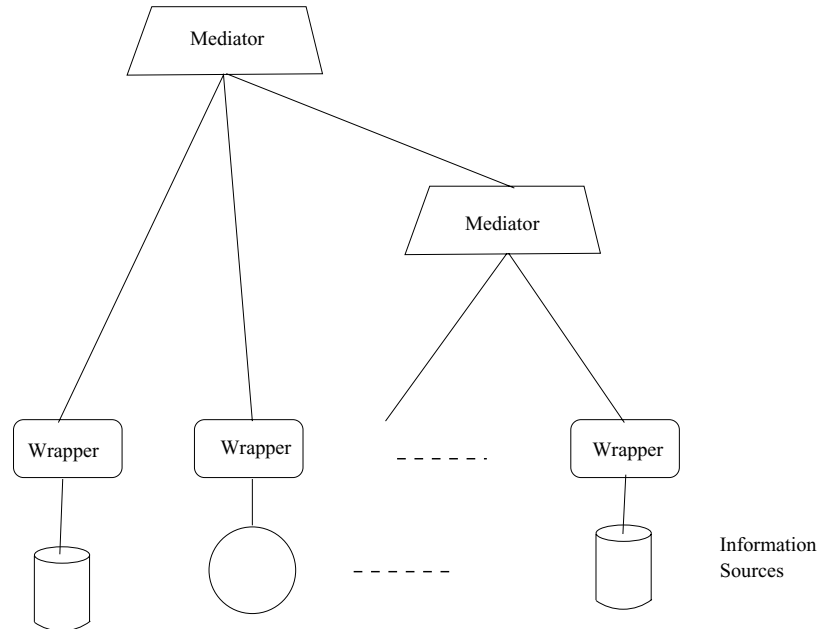 Mediator
Mediator
Wrapper
Wrapper
Wrapper
Information
Sources